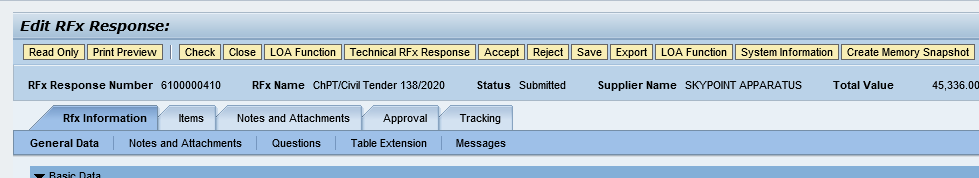 Edit RFx Response:
Read Only Print Preview Check Close LOA Function Technical RFx Response Accept Reject Save Export LOA Function System Information Create Memory Snapshot
RFx Response Number 6100000410 RFx Name ChPT/Civil Tender 138/2020 Status Submitted Supplier Name SKYPOINT APPARATUS Total Value 45,336.00
Rfx Information Items Notes and Attachments Approval Tracking
General Data Notes and Attachments Questions Table Extension Messages
Basic Data